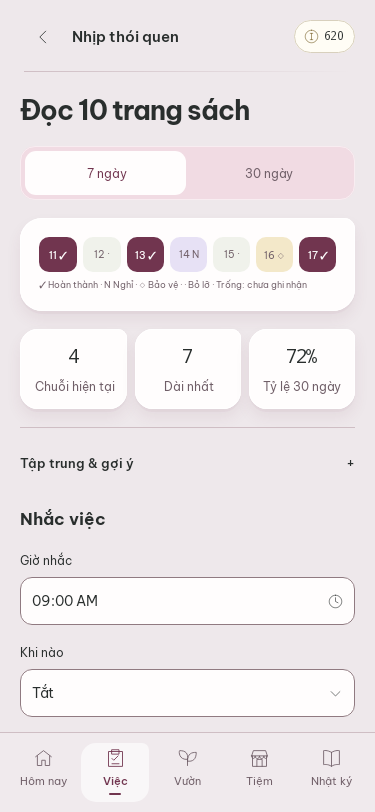 Nhịp thói quen
620
Đọc 10 trang sách
7 ngày
30 ngày
11 ✓ 12 · 13 ✓ 14 N 15 · 16 ◇ 17 ✓
✓ Hoàn thành · N Nghỉ · ◇ Bảo vệ · · Bỏ lỡ · Trống: chưa ghi nhận
4
Chuỗi hiện tại
7
Dài nhất
72%
Tỷ lệ 30 ngày
Tập trung & gợi ý +
Nhắc việc
Giờ nhắc
09:00 AM
Khi nào
Tắt
Hôm nay
Việc
Vườn
Tiệm
Nhật ký